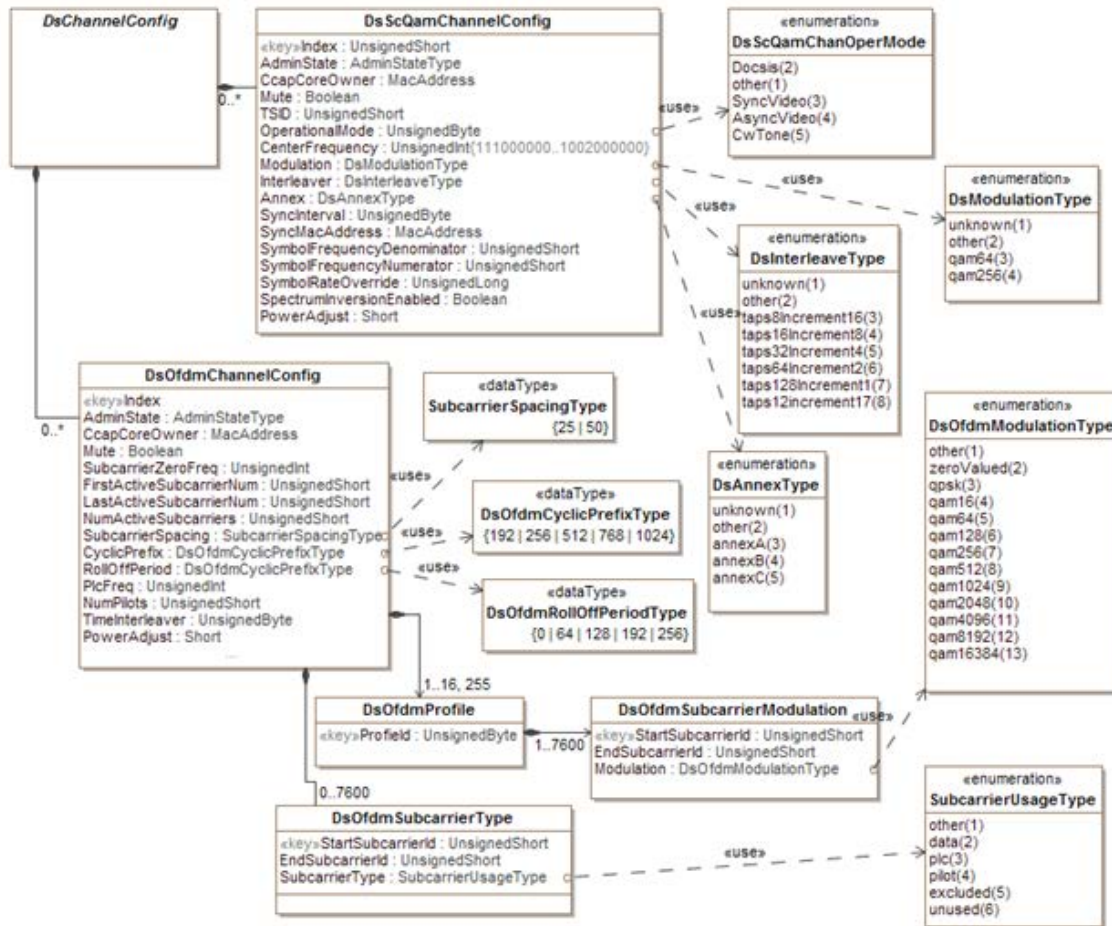 DsChannelConfig
0..*
0..*
DsScQamChannelConfig
«key»Index : UnsignedShort
AdminState : AdminStateType
CcapCoreOwner : MacAddress
Mute : Boolean
TSID : UnsignedShort
OperationalMode : UnsignedByte
CenterFrequency : UnsignedInt{111000000..1002000000}
Modulation : DsModulationType
Interleaver : DsInterleaveType
Annex : DsAnnexType
SyncInterval : UnsignedByte
SyncMacAddress : MacAddress
SymbolFrequencyDenominator : UnsignedShort
SymbolFrequencyNumerator : UnsignedShort
SymbolRateOverride : UnsignedLong
SpectrumInversionEnabled : Boolean
PowerAdjust : Short
«use»
«use»
«use»
«use»
«enumeration»
DsScQamChanOperMode
Docsis(2)
other(1)
SyncVideo(3)
AsyncVideo(4)
CwTone(5)
«enumeration»
DsModulationType
unknown(1)
other(2)
qam64(3)
qam256(4)
«enumeration»
DsInterleaveType
unknown(1)
other(2)
taps8Increment16(3)
taps16Increment8(4)
taps32Increment4(5)
taps64Increment2(6)
taps128Increment1(7)
taps12increment17(8)
«enumeration»
DsAnnexType
unknown(1)
other(2)
annexA(3)
annexB(4)
annexC(5)
DsOfdmChannelConfig
«key»Index
AdminState : AdminStateType
CcapCoreOwner : MacAddress
Mute : Boolean
SubcarrierZeroFreq : UnsignedInt
FirstActiveSubcarrierNum : UnsignedShort
LastActiveSubcarrierNum : UnsignedShort
NumActiveSubcarriers : UnsignedShort
SubcarrierSpacing : SubcarrierSpacingType
CyclicPrefix : DsOfdmCyclicPrefixType
RollOffPeriod : DsOfdmCyclicPrefixType
PlcFreq : UnsignedInt
NumPilots : UnsignedShort
TimeInterleaver : UnsignedByte
PowerAdjust : Short
...
«use»
«use»
«use»
«dataType»
SubcarrierSpacingType
{25 | 50}
«dataType»
DsOfdmCyclicPrefixType
{192 | 256 | 512 | 768 | 1024}
«dataType»
DsOfdmRollOffPeriodType
{0 | 64 | 128 | 192 | 256}
«enumeration»
DsOfdmModulationType
other(1)
zeroValued(2)
qpsk(3)
qam16(4)
qam64(5)
qam128(6)
qam256(7)
qam512(8)
qam1024(9)
qam2048(10)
qam4096(11)
qam8192(12)
qam16384(13)
1..16, 255
DsOfdmProfile
«key»ProfieId : UnsignedByte
1..7600
DsOfdmSubcarrierModulation
«key»StartSubcarrierId : UnsignedShort
EndSubcarrierId : UnsignedShort
Modulation : DsOfdmModulationType
«use»
0..7600
DsOfdmSubcarrierType
«key»StartSubcarrierId : UnsignedShort
EndSubcarrierId : UnsignedShort
SubcarrierType : SubcarrierUsageType
«use»
«enumeration»
SubcarrierUsageType
other(1)
data(2)
plc(3)
pilot(4)
excluded(5)
unused(6)